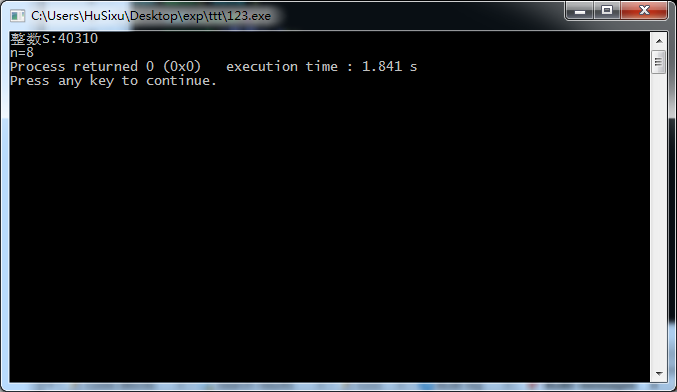 C:\Users\HuSixu\Desktop\exp\ttt\123.exe
整数S:40310
n=8
Process returned 0 (0x0)   execution time : 1.841 s
Press any key to continue.